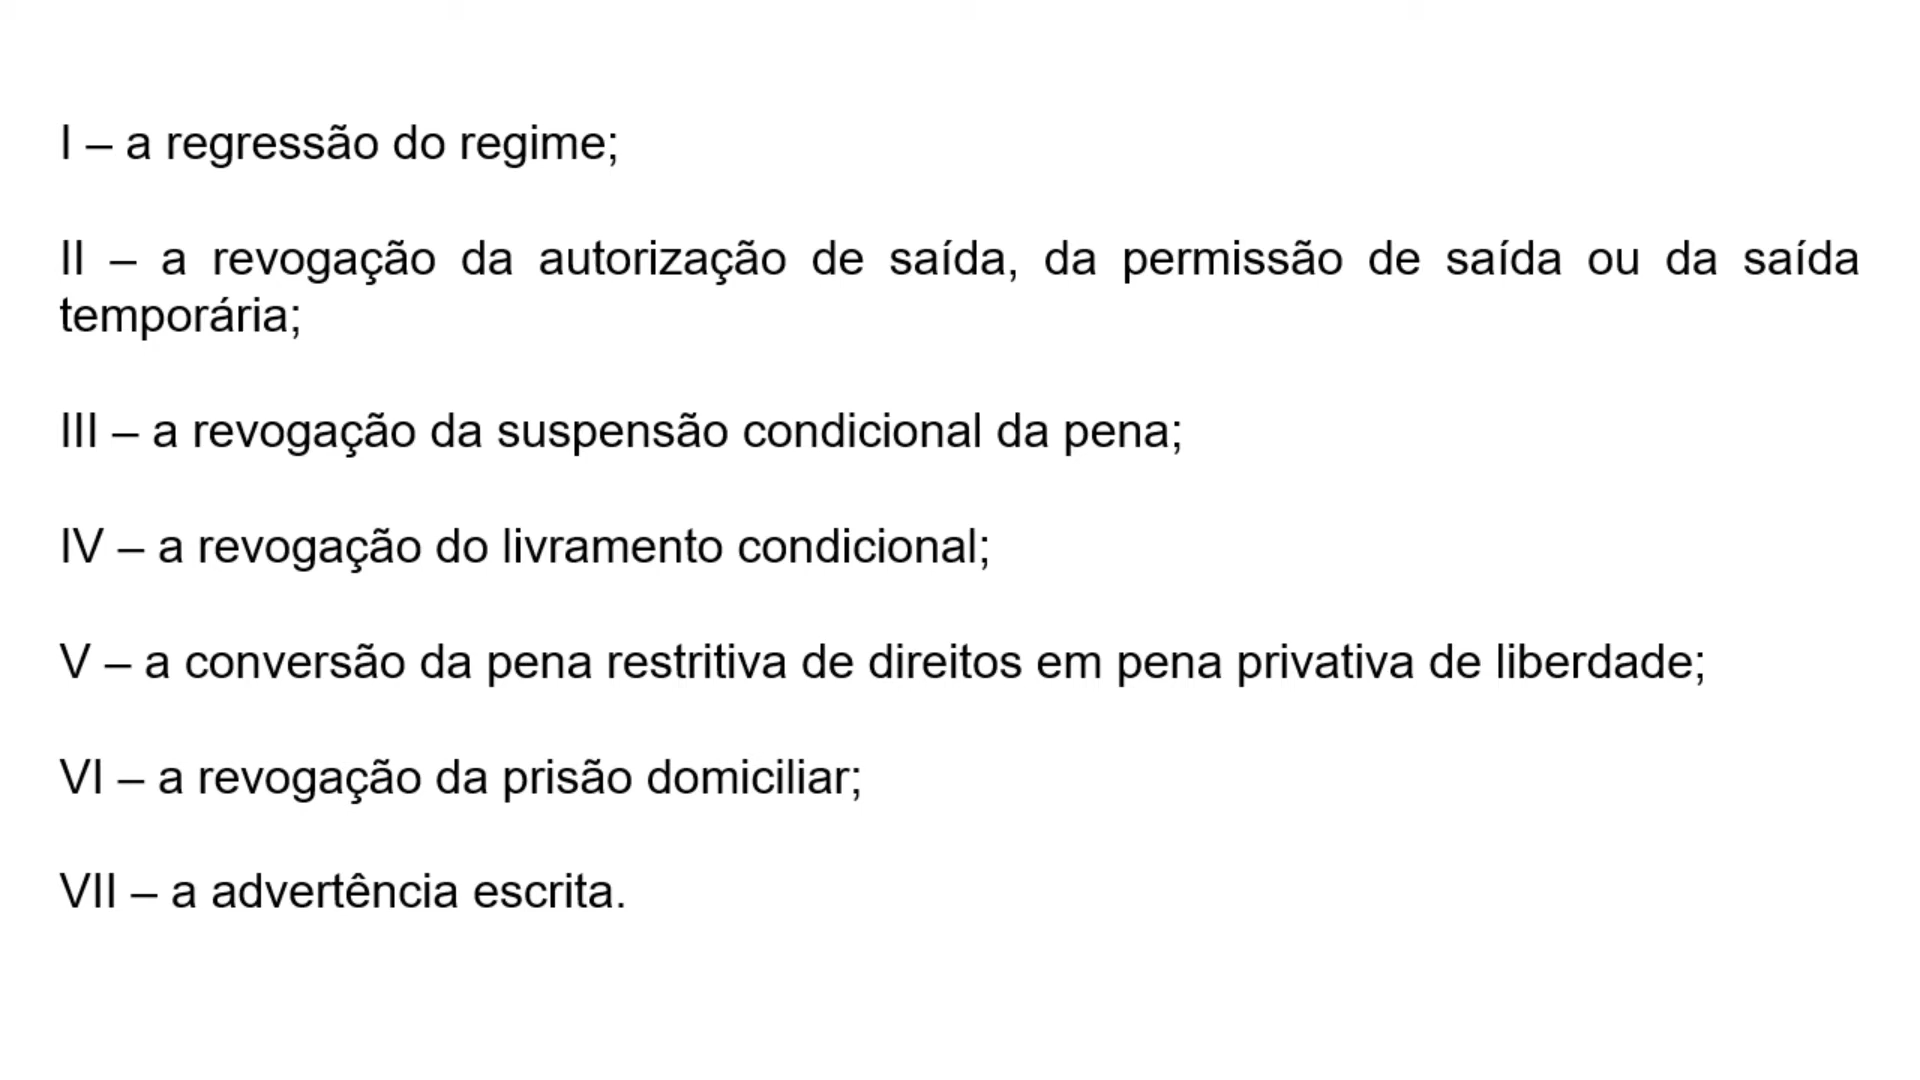 I – a regressão do regime;
II – a revogação da autorização de saída, da permissão de saída ou da saída
temporária;
III – a revogação da suspensão condicional da pena;
IV – a revogação do livramento condicional;
V – a conversão da pena restritiva de direitos em pena privativa de liberdade;
VI – a revogação da prisão domiciliar;
VII – a advertência escrita.